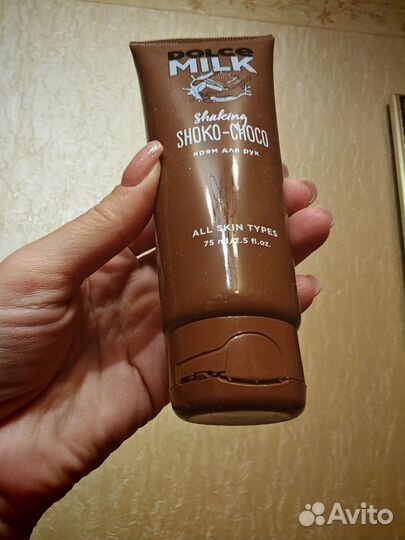 DOLCE
MILK
Shaking
SHOKO-CHOCO
крем для рук
ALL SKIN TYPES
75 ml/2.5 fl.oz.
Avito